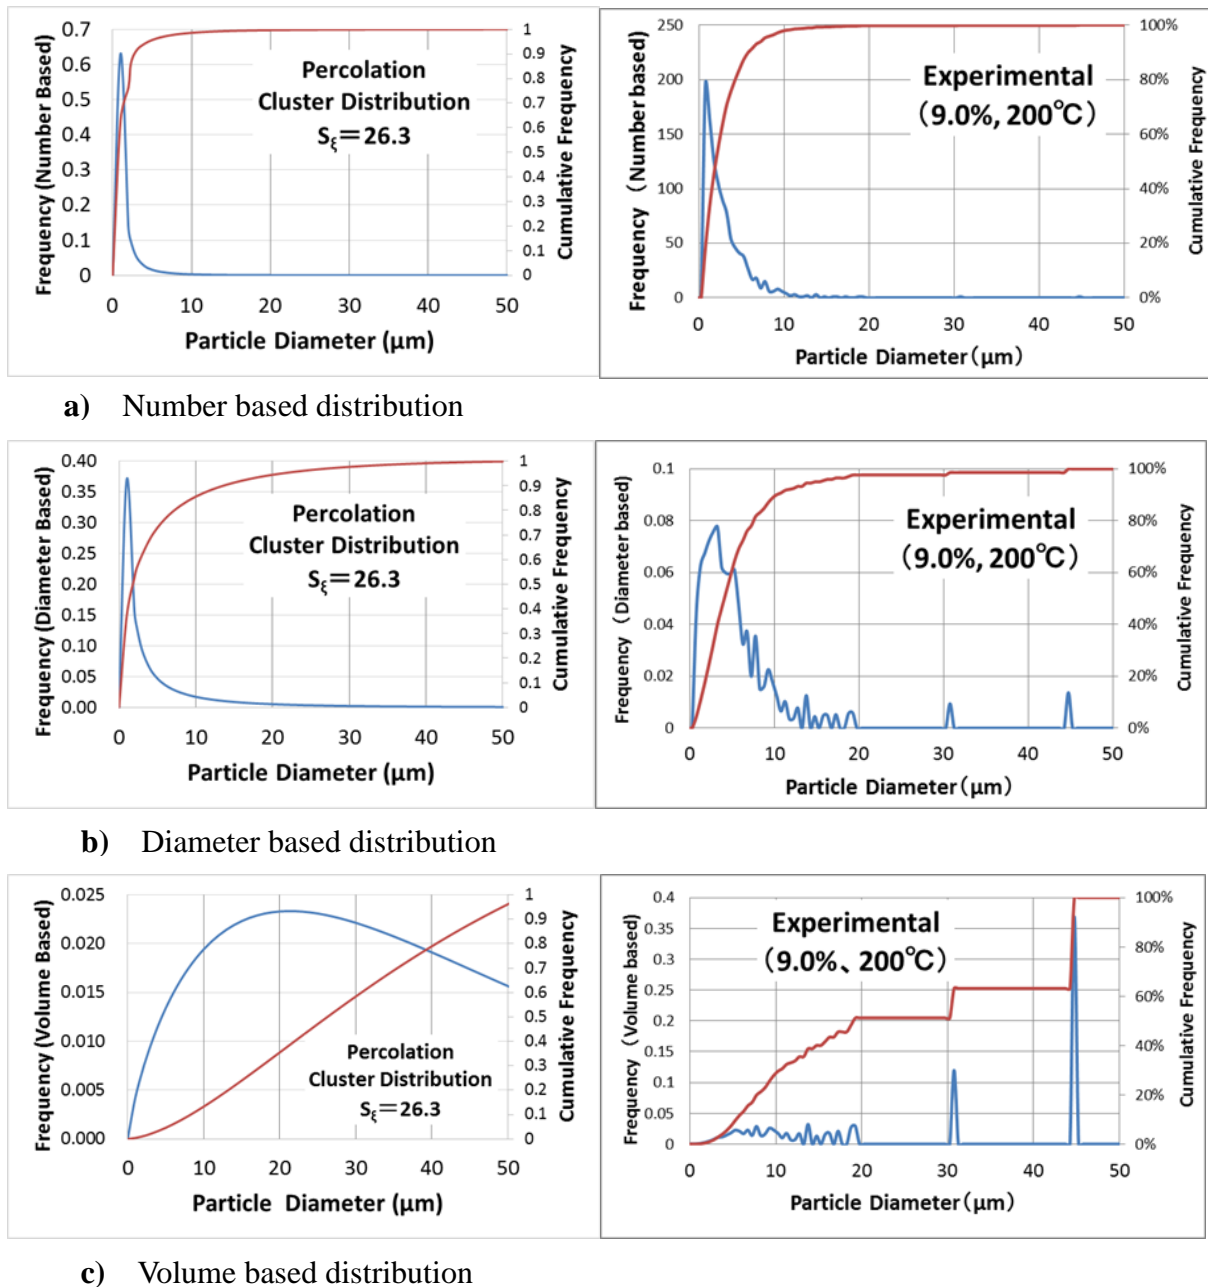 0.7
0.6
0.5
0.4
0.3
0.2
0.1
0
Frequency (Number Based)
Percolation
Cluster Distribution
Sξ=26.3
1
0.9
0.8
0.7
0.6
0.5
0.4
0.3
0.2
0.1
0
Cumulative Frequency
0 10 20 30 40 50
Particle Diameter (μm)
250
200
150
100
50
0
Frequency (Number based)
Experimental
(9.0%, 200℃)
100%
80%
60%
40%
20%
0%
Cumulative Frequency
0 10 20 30 40 50
Particle Diameter(μm)
a) Number based distribution
0.40
0.35
0.30
0.25
0.20
0.15
0.10
0.05
0.00
Frequency (Diameter Based)
Percolation
Cluster Distribution
Sξ=26.3
1
0.9
0.8
0.7
0.6
0.5
0.4
0.3
0.2
0.1
0
Cumulative Frequency
0 10 20 30 40 50
Particle Diameter (μm)
0.1
0.08
0.06
0.04
0.02
0
Frequency (Diameter based)
Experimental
(9.0%, 200℃)
100%
80%
60%
40%
20%
0%
Cumulative Frequency
0 10 20 30 40 50
Particle Diameter(μm)
b) Diameter based distribution
0.025
0.020
0.015
0.010
0.005
0.000
Frequency (Volume Based)
Percolation
Cluster Distribution
Sξ=26.3
1
0.9
0.8
0.7
0.6
0.5
0.4
0.3
0.2
0.1
0
Cumulative Frequency
0 10 20 30 40 50
Particle Diameter (μm)
0.4
0.35
0.3
0.25
0.2
0.15
0.1
0.05
0
Frequency (Volume based)
Experimental
(9.0%、200℃)
100%
80%
60%
40%
20%
0%
Cumulative Frequency
0 10 20 30 40 50
Particle Diameter(μm)
c) Volume based distribution